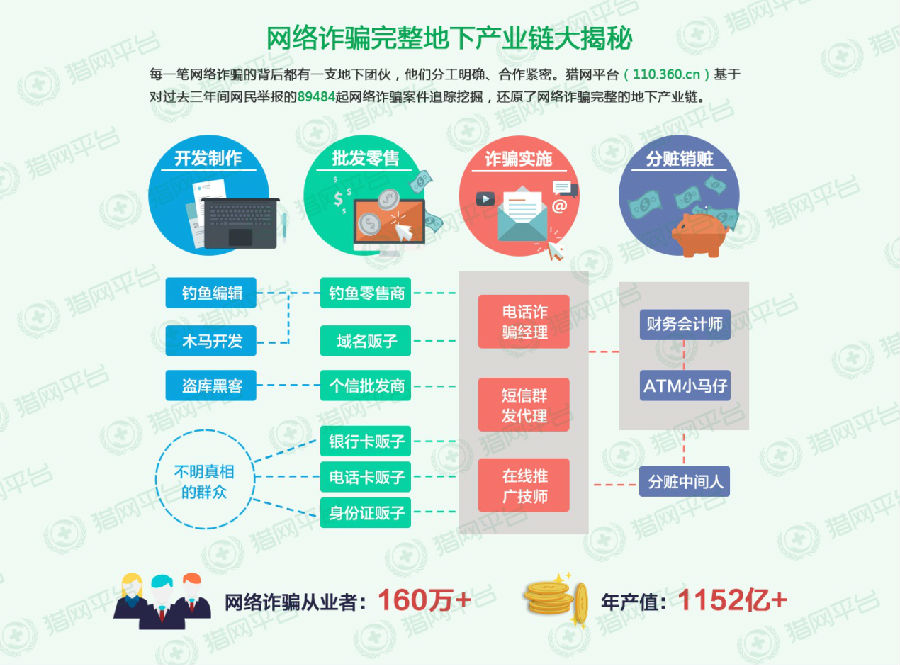 网络诈骗完整地下产业链大揭秘
每一笔网络诈骗的背后都有一支地下团伙，他们分工明确、合作紧密。猎网平台（110.360.cn）基于
对过去三年间网民举报的89484起网络诈骗案件追踪挖掘，还原了网络诈骗完整的地下产业链。
开发制作
批发零售
诈骗实施
分赃销赃
钓鱼编辑
钓鱼零售商
电话诈
骗经理
财务会计师
木马开发
域名贩子
盗库黑客
个信批发商
短信群
发代理
ATM小马仔
不明真相
的群众
银行卡贩子
电话卡贩子
身份证贩子
在线推
广技师
分赃中间人
网络诈骗从业者：160万+
年产值：1152亿+
猎网平台